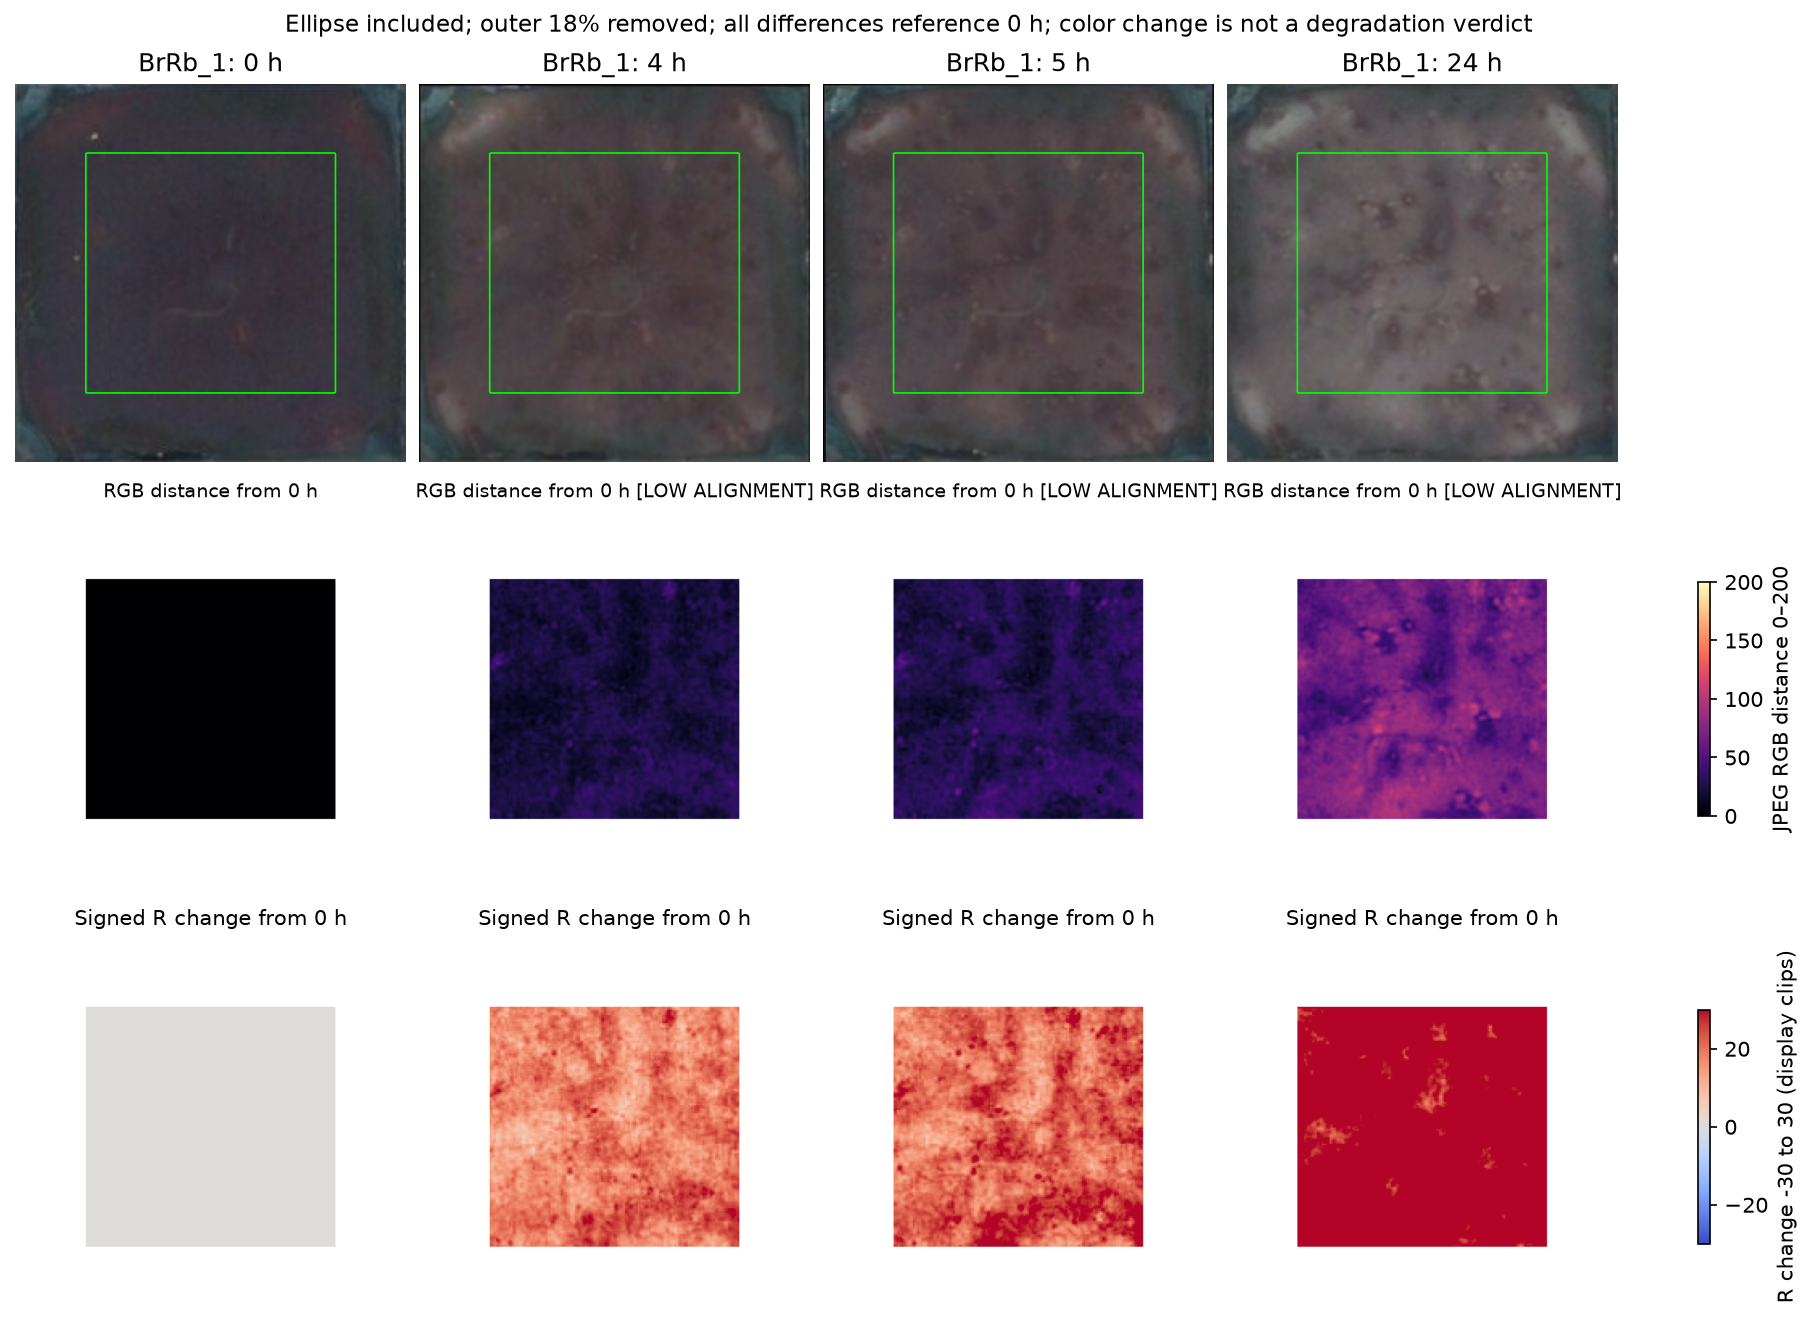 Ellipse included; outer 18% removed; all differences reference 0 h; color change is not a degradation verdict
BrRb_1: 0 h
BrRb_1: 4 h
BrRb_1: 5 h
BrRb_1: 24 h
RGB distance from 0 h
RGB distance from 0 h [LOW ALIGNMENT]
RGB distance from 0 h [LOW ALIGNMENT]
RGB distance from 0 h [LOW ALIGNMENT]
200
150
100
50
0
JPEG RGB distance 0–200
Signed R change from 0 h
Signed R change from 0 h
Signed R change from 0 h
Signed R change from 0 h
20
0
−20
R change -30 to 30 (display clips)